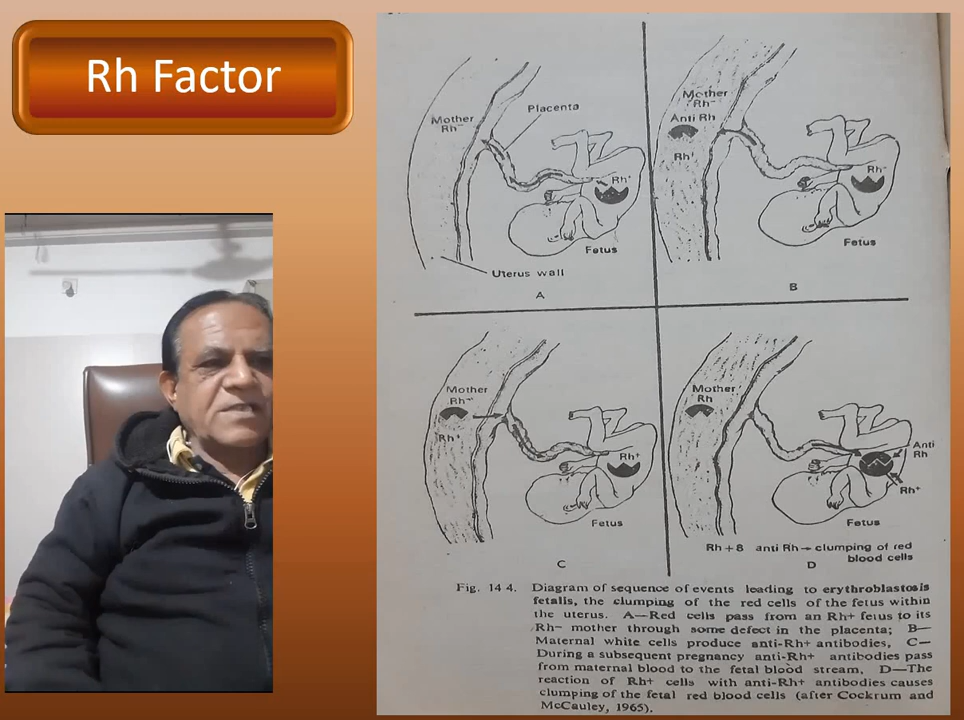 Rh Factor
Mother
Rh⁻
Placenta
Rh⁺
Fetus
Uterus wall
A
Mother
Rh⁻
Anti Rh
Rh⁺
Rh⁻
Fetus
B
Mother
Rh⁻
Rh⁺
Rh⁺
Fetus
C
Mother
Rh
Anti
Rh
Rh⁺
Fetus
Rh + & anti Rh → clumping of red
blood cells
D
Fig. 14 4. Diagram of sequence of events leading to erythroblastosis
fetalis, the clumping of the red cells of the fetus within
the uterus. A—Red cells pass from an Rh+ fetus to its
Rh− mother through some defect in the placenta; B—
Maternal white cells produce anti-Rh+ antibodies, C—
During a subsequent pregnancy anti-Rh+ antibodies pass
from maternal blood to the fetal blood stream, D—The
reaction of Rh+ cells with anti-Rh+ antibodies causes
clumping of the fetal red blood cells (after Cockrum and
McCauley, 1965).